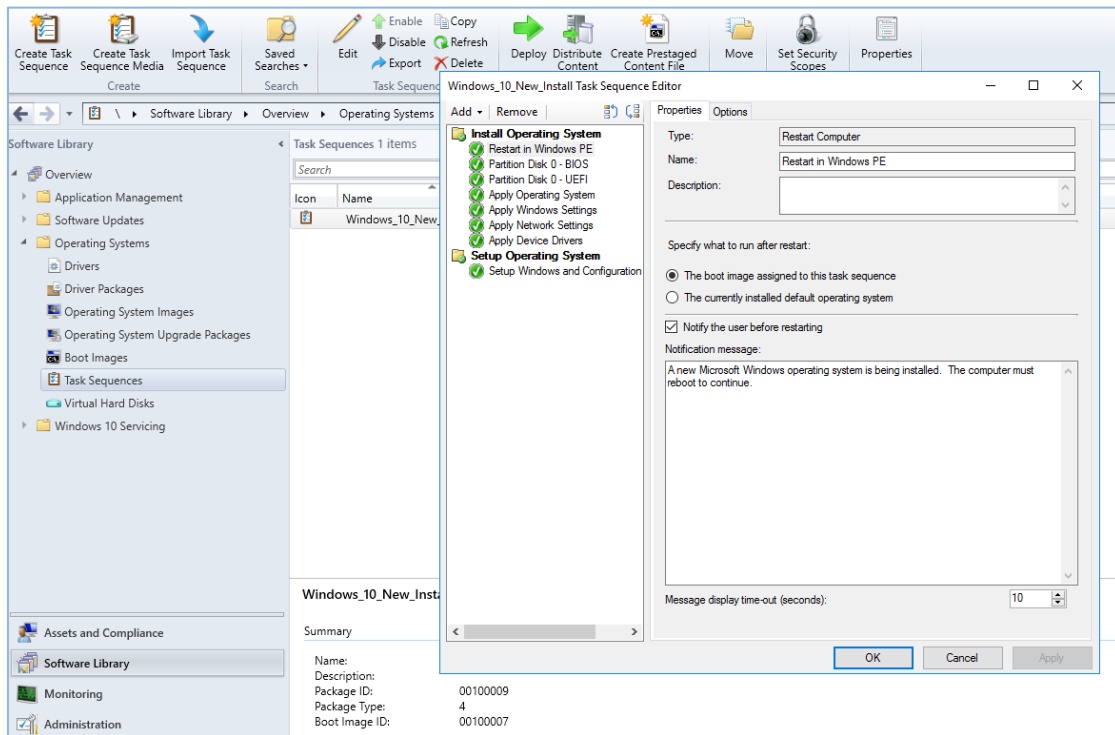 Create Task
Sequence
Create Task
Sequence Media
Import Task
Sequence
Create
Saved
Searches
Search
Edit
Enable
Disable
Export
Copy
Refresh
Delete
Task Sequenc
Deploy
Distribute
Content
Create Prestaged
Content File
Move
Set Security
Scopes
Properties
\ Software Library Overview Operating Systems
Software Library
Overview
Application Management
Software Updates
Operating Systems
Drivers
Driver Packages
Operating System Images
Operating System Upgrade Packages
Boot Images
Task Sequences
Virtual Hard Disks
Windows 10 Servicing
Assets and Compliance
Software Library
Monitoring
Administration
Task Sequences 1 items
Search
Icon Name
Windows_10_New_
Windows_10_New_Insta
Summary
Name:
Description:
Package ID: 00100009
Package Type: 4
Boot Image ID: 00100007
Windows_10_New_Install Task Sequence Editor
Add Remove
Install Operating System
Restart in Windows PE
Partition Disk 0 - BIOS
Partition Disk 0 - UEFI
Apply Operating System
Apply Windows Settings
Apply Network Settings
Apply Device Drivers
Setup Operating System
Setup Windows and Configuration
Properties Options
Type: Restart Computer
Name: Restart in Windows PE
Description:
Specify what to run after restart:
The boot image assigned to this task sequence
The currently installed default operating system
Notify the user before restarting
Notification message:
A new Microsoft Windows operating system is being installed. The computer must
reboot to continue.
Message display time-out (seconds): 10
OK Cancel Apply